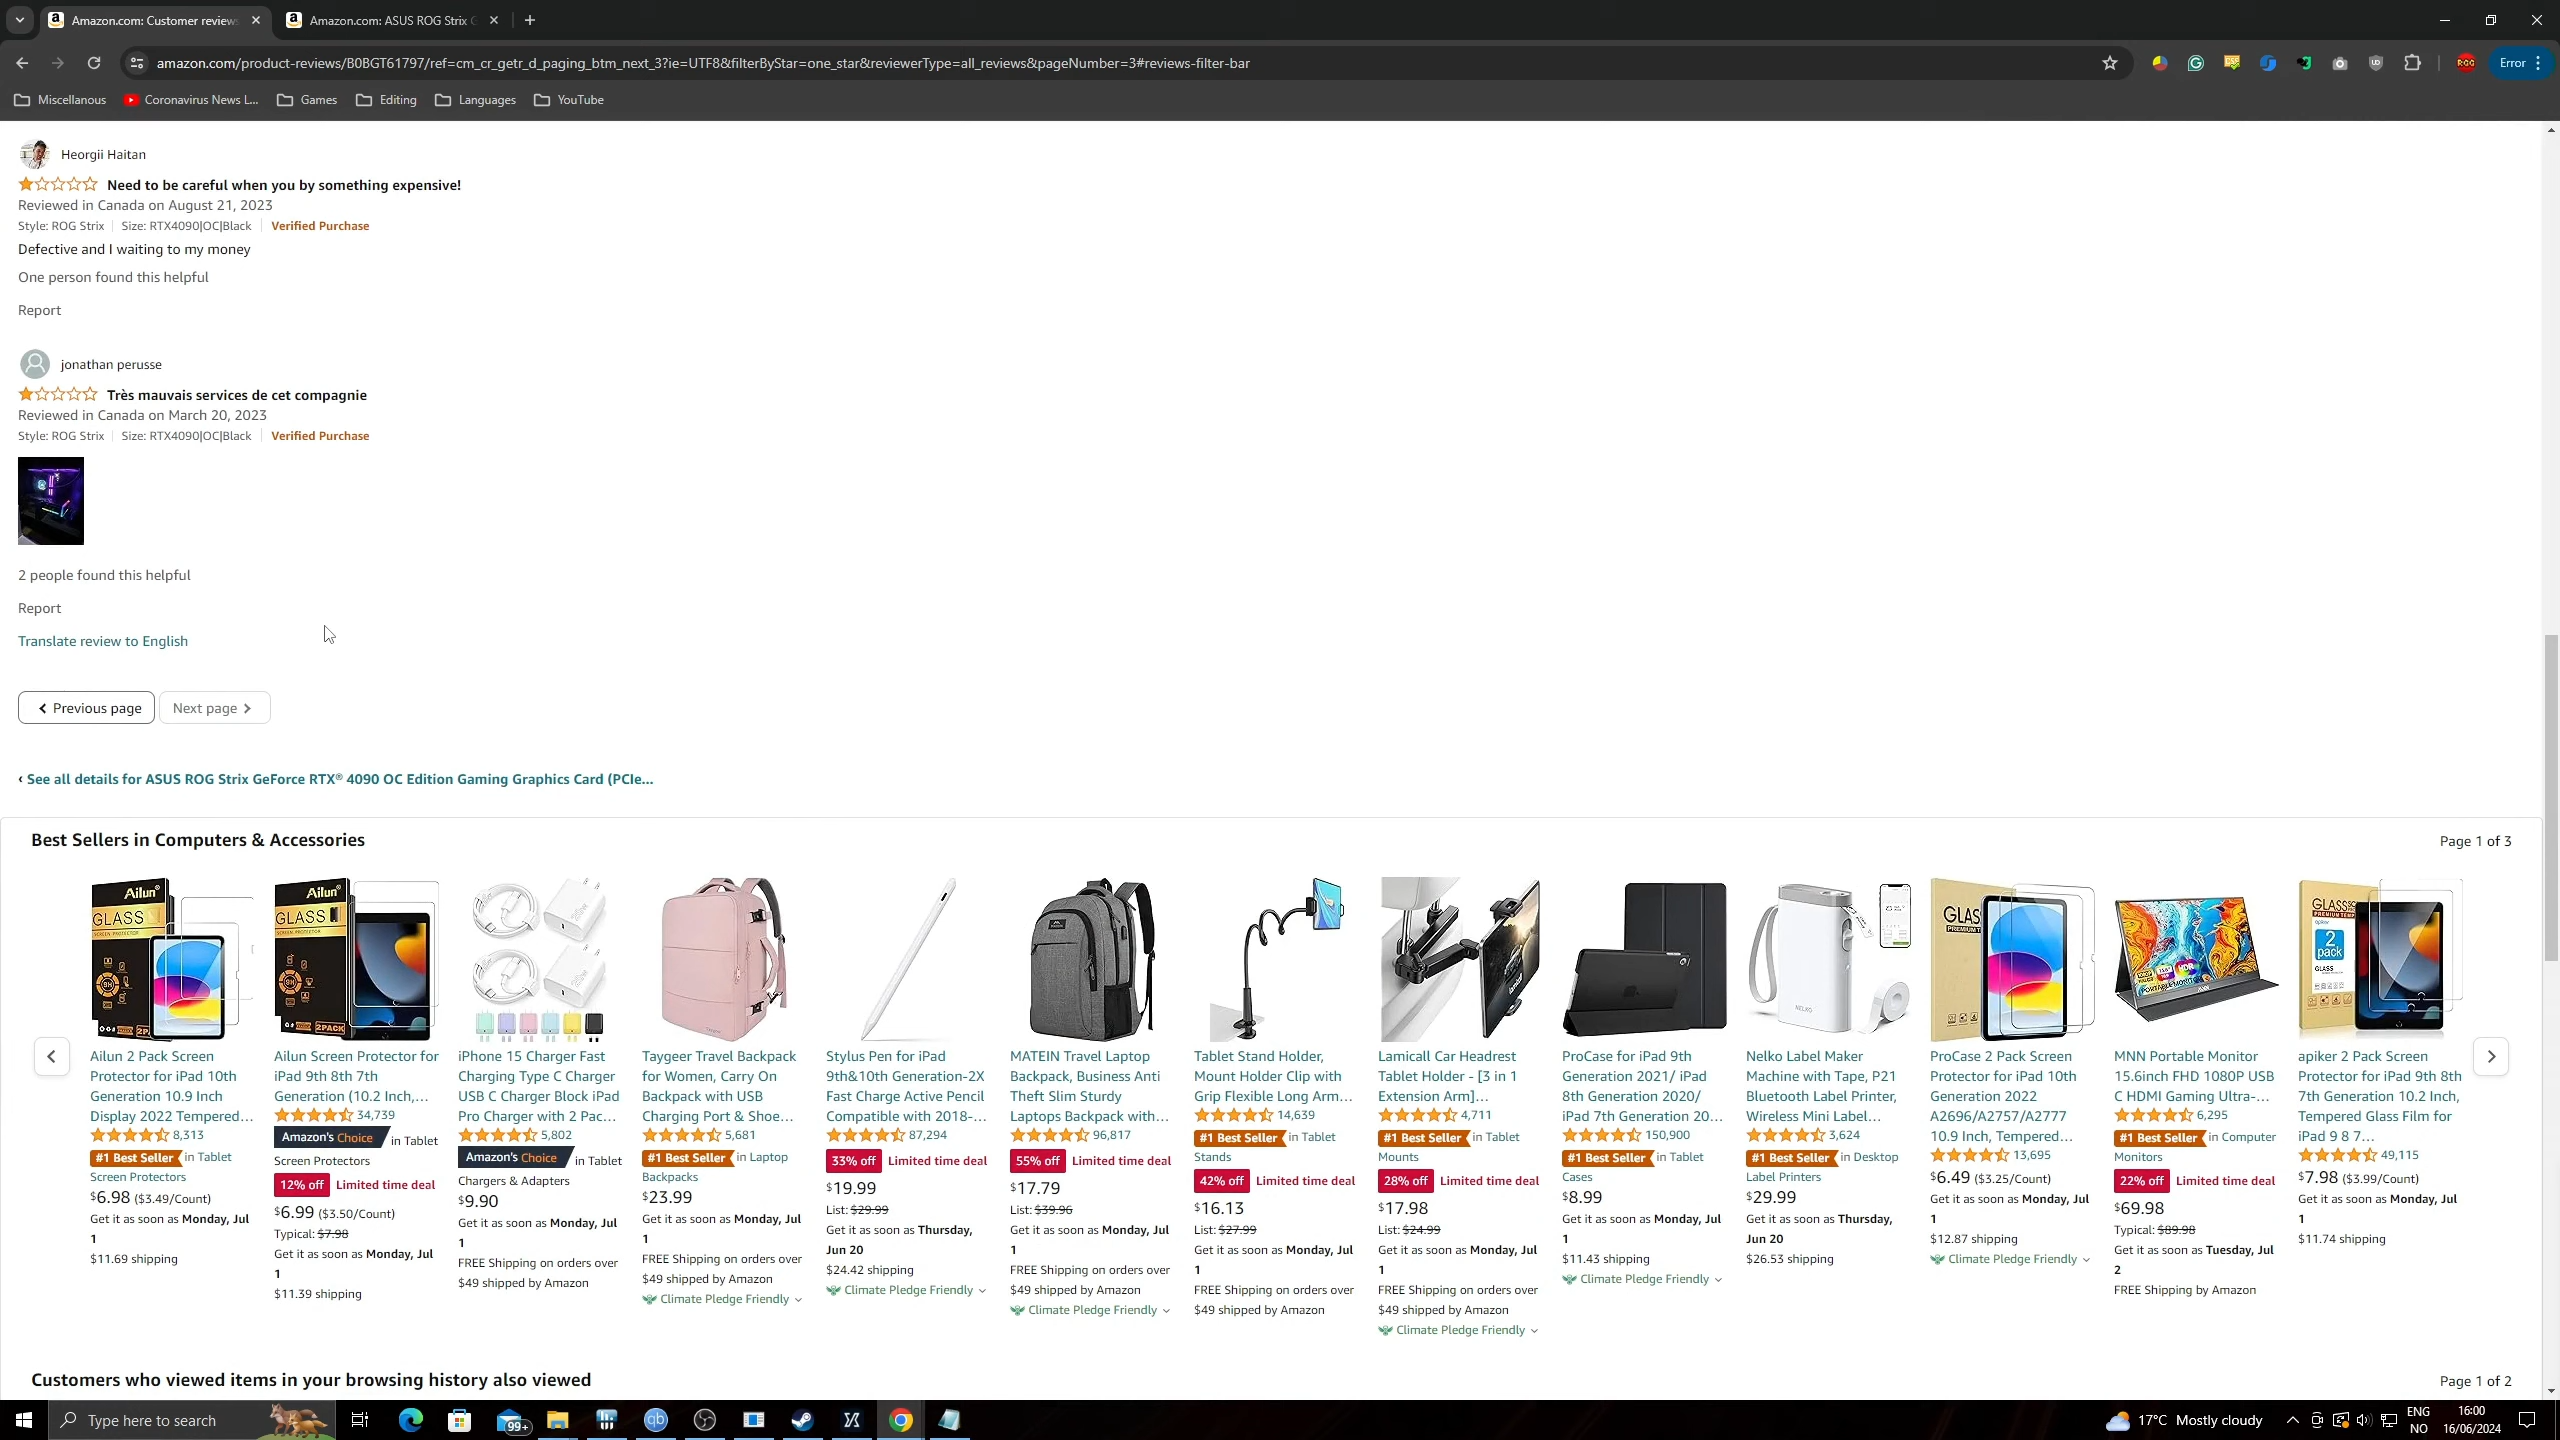 Amazon.com: Customer review
Amazon.com: ASUS ROG Strix G
amazon.com/product-reviews/B0BGT61797/ref=cm_cr_getr_d_paging_btm_next_3?ie=UTF8&filterByStar=one_star&reviewerType=all_reviews&pageNumber=3#reviews-filter-bar
Error
Miscellanous
Coronavirus News L...
Games
Editing
Languages
YouTube
Heorgii Haitan
Need to be careful when you by something expensive!
Reviewed in Canada on August 21, 2023
Style: ROG Strix | Size: RTX4090|OC|Black | Verified Purchase
Defective and I waiting to my money
One person found this helpful
Report
jonathan perusse
Très mauvais services de cet compagnie
Reviewed in Canada on March 20, 2023
Style: ROG Strix | Size: RTX4090|OC|Black | Verified Purchase
2 people found this helpful
Report
Translate review to English
Previous page
Next page
‹ See all details for ASUS ROG Strix GeForce RTX® 4090 OC Edition Gaming Graphics Card (PCIe...
Best Sellers in Computers & Accessories
Page 1 of 3
Ailun 2 Pack Screen
Protector for iPad 10th
Generation 10.9 Inch
Display 2022 Tempered...
8,313
#1 Best Seller in Tablet
Screen Protectors
$6.98 ($3.49/Count)
Get it as soon as Monday, Jul
1
$11.69 shipping
Ailun Screen Protector for
iPad 9th 8th 7th
Generation (10.2 Inch,...
34,739
Amazon's Choice in Tablet
Screen Protectors
12% off Limited time deal
$6.99 ($3.50/Count)
Typical: $7.98
Get it as soon as Monday, Jul
1
$11.39 shipping
iPhone 15 Charger Fast
Charging Type C Charger
USB C Charger Block iPad
Pro Charger with 2 Pac...
5,802
Amazon's Choice in Tablet
Chargers & Adapters
$9.90
Get it as soon as Monday, Jul
1
FREE Shipping on orders over
$49 shipped by Amazon
Taygeer Travel Backpack
for Women, Carry On
Backpack with USB
Charging Port & Shoe...
5,681
#1 Best Seller in Laptop
Backpacks
$23.99
Get it as soon as Monday, Jul
1
FREE Shipping on orders over
$49 shipped by Amazon
Climate Pledge Friendly
Stylus Pen for iPad
9th&10th Generation-2X
Fast Charge Active Pencil
Compatible with 2018-...
87,294
33% off Limited time deal
$19.99
List: $29.99
Get it as soon as Thursday,
Jun 20
$24.42 shipping
Climate Pledge Friendly
MATEIN Travel Laptop
Backpack, Business Anti
Theft Slim Sturdy
Laptops Backpack with...
96,817
55% off Limited time deal
$17.79
List: $39.96
Get it as soon as Monday, Jul
1
FREE Shipping on orders over
$49 shipped by Amazon
Climate Pledge Friendly
Tablet Stand Holder,
Mount Holder Clip with
Grip Flexible Long Arm...
14,639
#1 Best Seller in Tablet
Stands
42% off Limited time deal
$16.13
List: $27.99
Get it as soon as Monday, Jul
1
FREE Shipping on orders over
$49 shipped by Amazon
Lamicall Car Headrest
Tablet Holder - [3 in 1
Extension Arm]...
4,711
#1 Best Seller in Tablet
Mounts
28% off Limited time deal
$17.98
List: $24.99
Get it as soon as Monday, Jul
1
FREE Shipping on orders over
$49 shipped by Amazon
Climate Pledge Friendly
ProCase for iPad 9th
Generation 2021/ iPad
8th Generation 2020/
iPad 7th Generation 20...
150,900
#1 Best Seller in Tablet
Cases
$8.99
Get it as soon as Monday, Jul
1
$11.43 shipping
Climate Pledge Friendly
Nelko Label Maker
Machine with Tape, P21
Bluetooth Label Printer,
Wireless Mini Label...
3,624
#1 Best Seller in Desktop
Label Printers
$29.99
Get it as soon as Thursday,
Jun 20
$26.53 shipping
ProCase 2 Pack Screen
Protector for iPad 10th
Generation 2022
A2696/A2757/A2777
10.9 Inch, Tempered...
13,695
$6.49 ($3.25/Count)
Get it as soon as Monday, Jul
1
$12.87 shipping
Climate Pledge Friendly
MNN Portable Monitor
15.6inch FHD 1080P USB
C HDMI Gaming Ultra-...
6,295
#1 Best Seller in Computer
Monitors
22% off Limited time deal
$69.98
Typical: $89.98
Get it as soon as Tuesday, Jul
2
FREE Shipping by Amazon
apiker 2 Pack Screen
Protector for iPad 9th 8th
7th Generation 10.2 Inch,
Tempered Glass Film for
iPad 9 8 7...
49,115
$7.98 ($3.99/Count)
Get it as soon as Monday, Jul
1
$11.74 shipping
Customers who viewed items in your browsing history also viewed
Page 1 of 2
Type here to search
99+
17°C Mostly cloudy
ENG
NO
16:00
16/06/2024